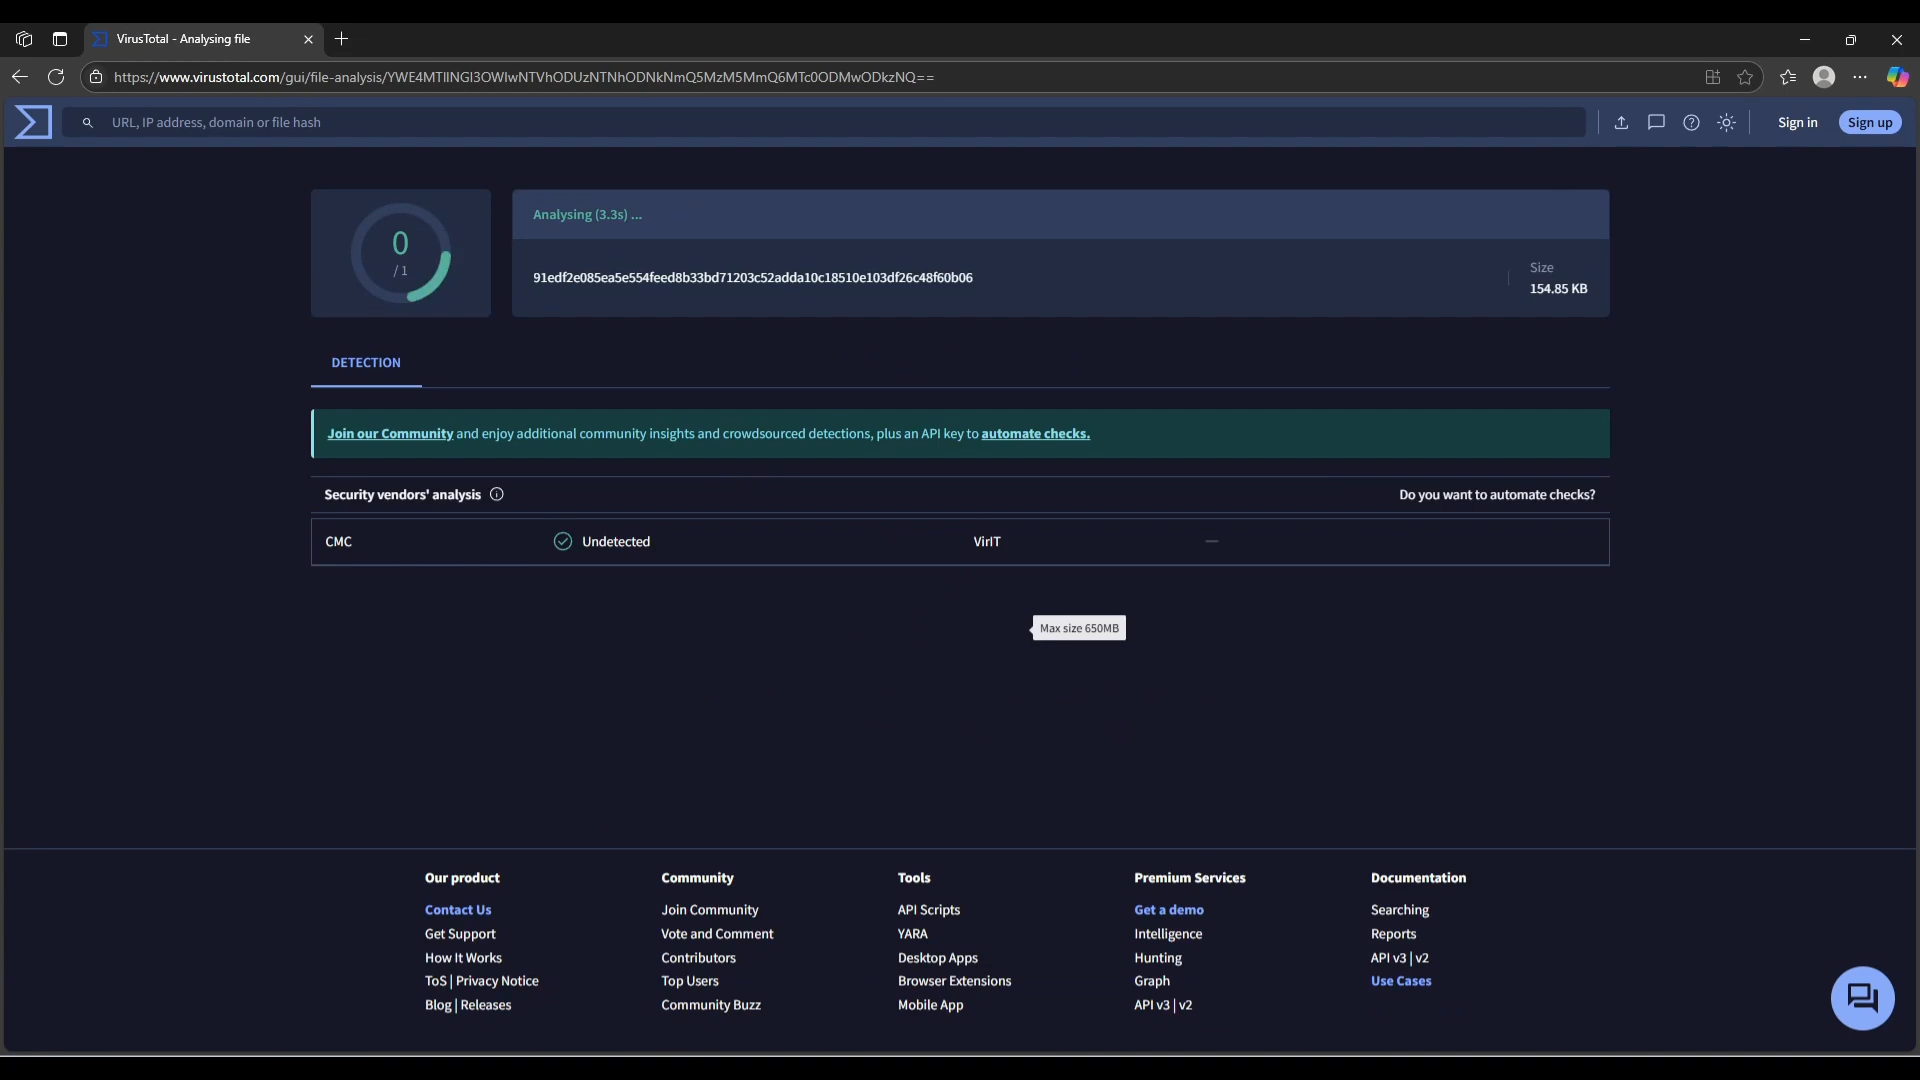 VirusTotal - Analysing file
https://www.virustotal.com/gui/file-analysis/YWE4MTllNGI3OWIwNTVhODUzNTNhODNkNmQ5MzM5MmQ6MTc0ODMwODkzNQ==
URL, IP address, domain or file hash
Sign in
Sign up
0
/ 1
Analysing (3.3s) ...
91edf2e085ea5e554feed8b33bd71203c52adda10c18510e103df26c48f60b06
Size
154.85 KB
DETECTION
Join our Community and enjoy additional community insights and crowdsourced detections, plus an API key to automate checks.
Security vendors' analysis
Do you want to automate checks?
CMC
Undetected
VirIT
—
Max size 650MB
Our product
Contact Us
Get Support
How It Works
ToS | Privacy Notice
Blog | Releases
Community
Join Community
Vote and Comment
Contributors
Top Users
Community Buzz
Tools
API Scripts
YARA
Desktop Apps
Browser Extensions
Mobile App
Premium Services
Get a demo
Intelligence
Hunting
Graph
API v3 | v2
Documentation
Searching
Reports
API v3 | v2
Use Cases